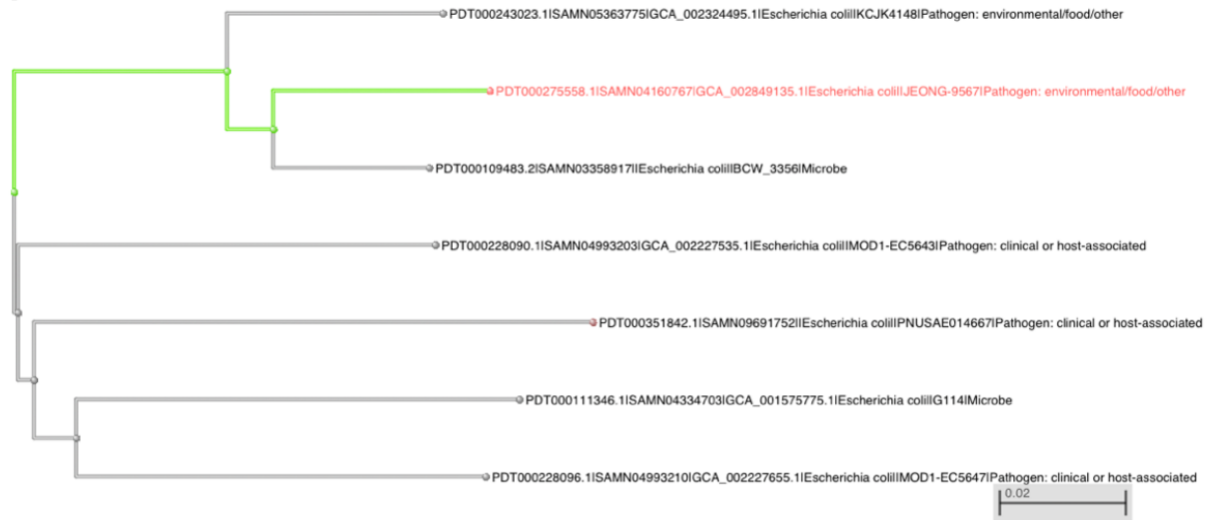 PDT000243023.1|SAMN05363775|GCA_002324495.1|Escherichia coli||KCJK4148|Pathogen: environmental/food/other
PDT000275558.1|SAMN04160767|GCA_002849135.1|Escherichia coli||JEONG-9567|Pathogen: environmental/food/other
PDT000109483.2|SAMN03358917||Escherichia coli||BCW_3356|Microbe
PDT000228090.1|SAMN04993203|GCA_002227535.1|Escherichia coli||MOD1-EC5643|Pathogen: clinical or host-associated
PDT000351842.1|SAMN09691752||Escherichia coli||PNUSAE014667|Pathogen: clinical or host-associated
PDT000111346.1|SAMN04334703|GCA_001575775.1|Escherichia coli||G114|Microbe
PDT000228096.1|SAMN04993210|GCA_002227655.1|Escherichia coli||MOD1-EC5647|Pathogen: clinical or host-associated
0.02